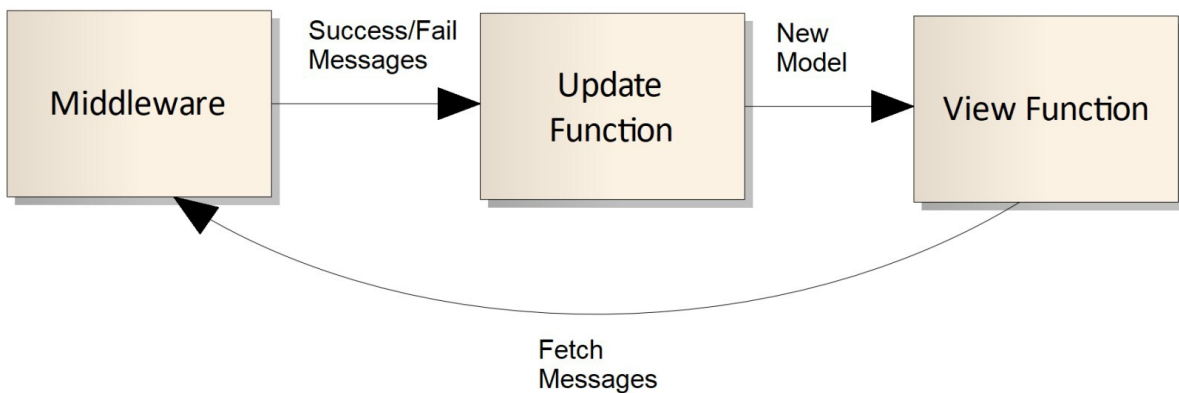 Middleware
Success/Fail
Messages
Update
Function
New
Model
View Function
Fetch
Messages